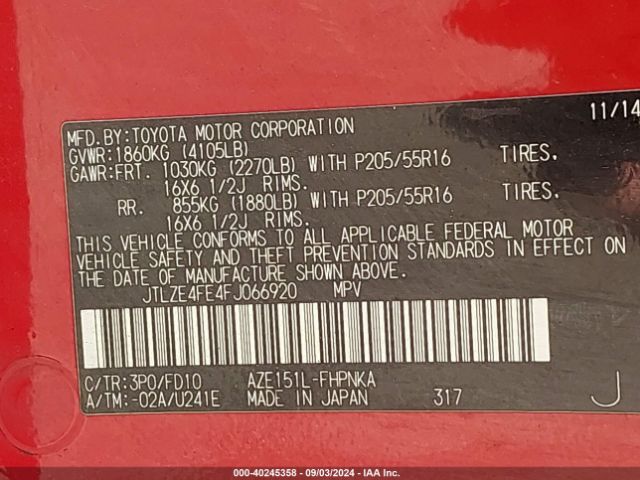 11/14
MFD.BY:TOYOTA MOTOR CORPORATION
GVWR:1860KG (4105LB)
GAWR:FRT. 1030KG (2270LB) WITH P205/55R16 TIRES.
16X6 1/2J RIMS.
RR. 855KG (1880LB) WITH P205/55R16 TIRES.
16X6 1/2J RIMS.
THIS VEHICLE CONFORMS TO ALL APPLICABLE FEDERAL MOTOR
VEHICLE SAFETY AND THEFT PREVENTION STANDARDS IN EFFECT ON
THE DATE OF MANUFACTURE SHOWN ABOVE.
JTLZE4FE4FJ066920 MPV
C/TR:3P0/FD10 AZE151L-FHPNKA
A/TM:-02A/U241E MADE IN JAPAN 317 J
000-40245358 - 09/03/2024 - IAA